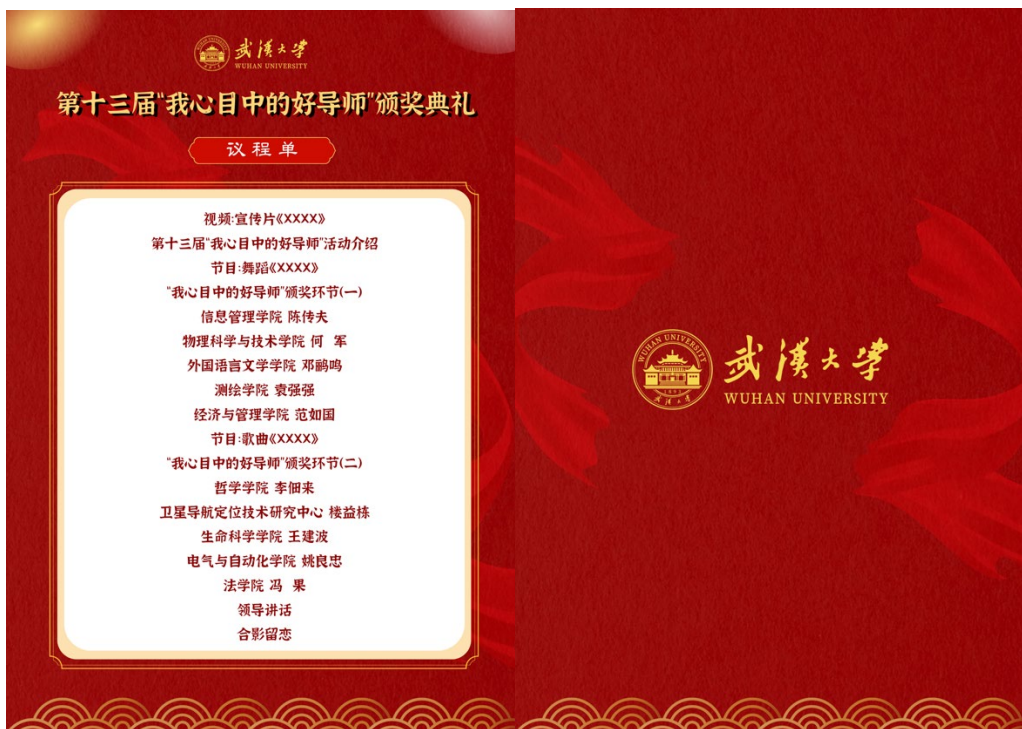 武漢大学
WUHAN UNIVERSITY
第十三届“我心目中的好导师”颁奖典礼
议程单
视频:宣传片《XXXX》
第十三届“我心目中的好导师”活动介绍
节目:舞蹈《XXXX》
“我心目中的好导师”颁奖环节(一)
信息管理学院 陈传夫
物理科学与技术学院 何 军
外国语言文学学院 邓鹂鸣
测绘学院 袁强强
经济与管理学院 范如国
节目:歌曲《XXXX》
“我心目中的好导师”颁奖环节(二)
哲学学院 李佃来
卫星导航定位技术研究中心 楼益栋
生命科学学院 王建波
电气与自动化学院 姚良忠
法学院 冯 果
领导讲话
合影留恋
WUHAN UNIVERSITY
1893
武漢大学
武漢大学
WUHAN UNIVERSITY